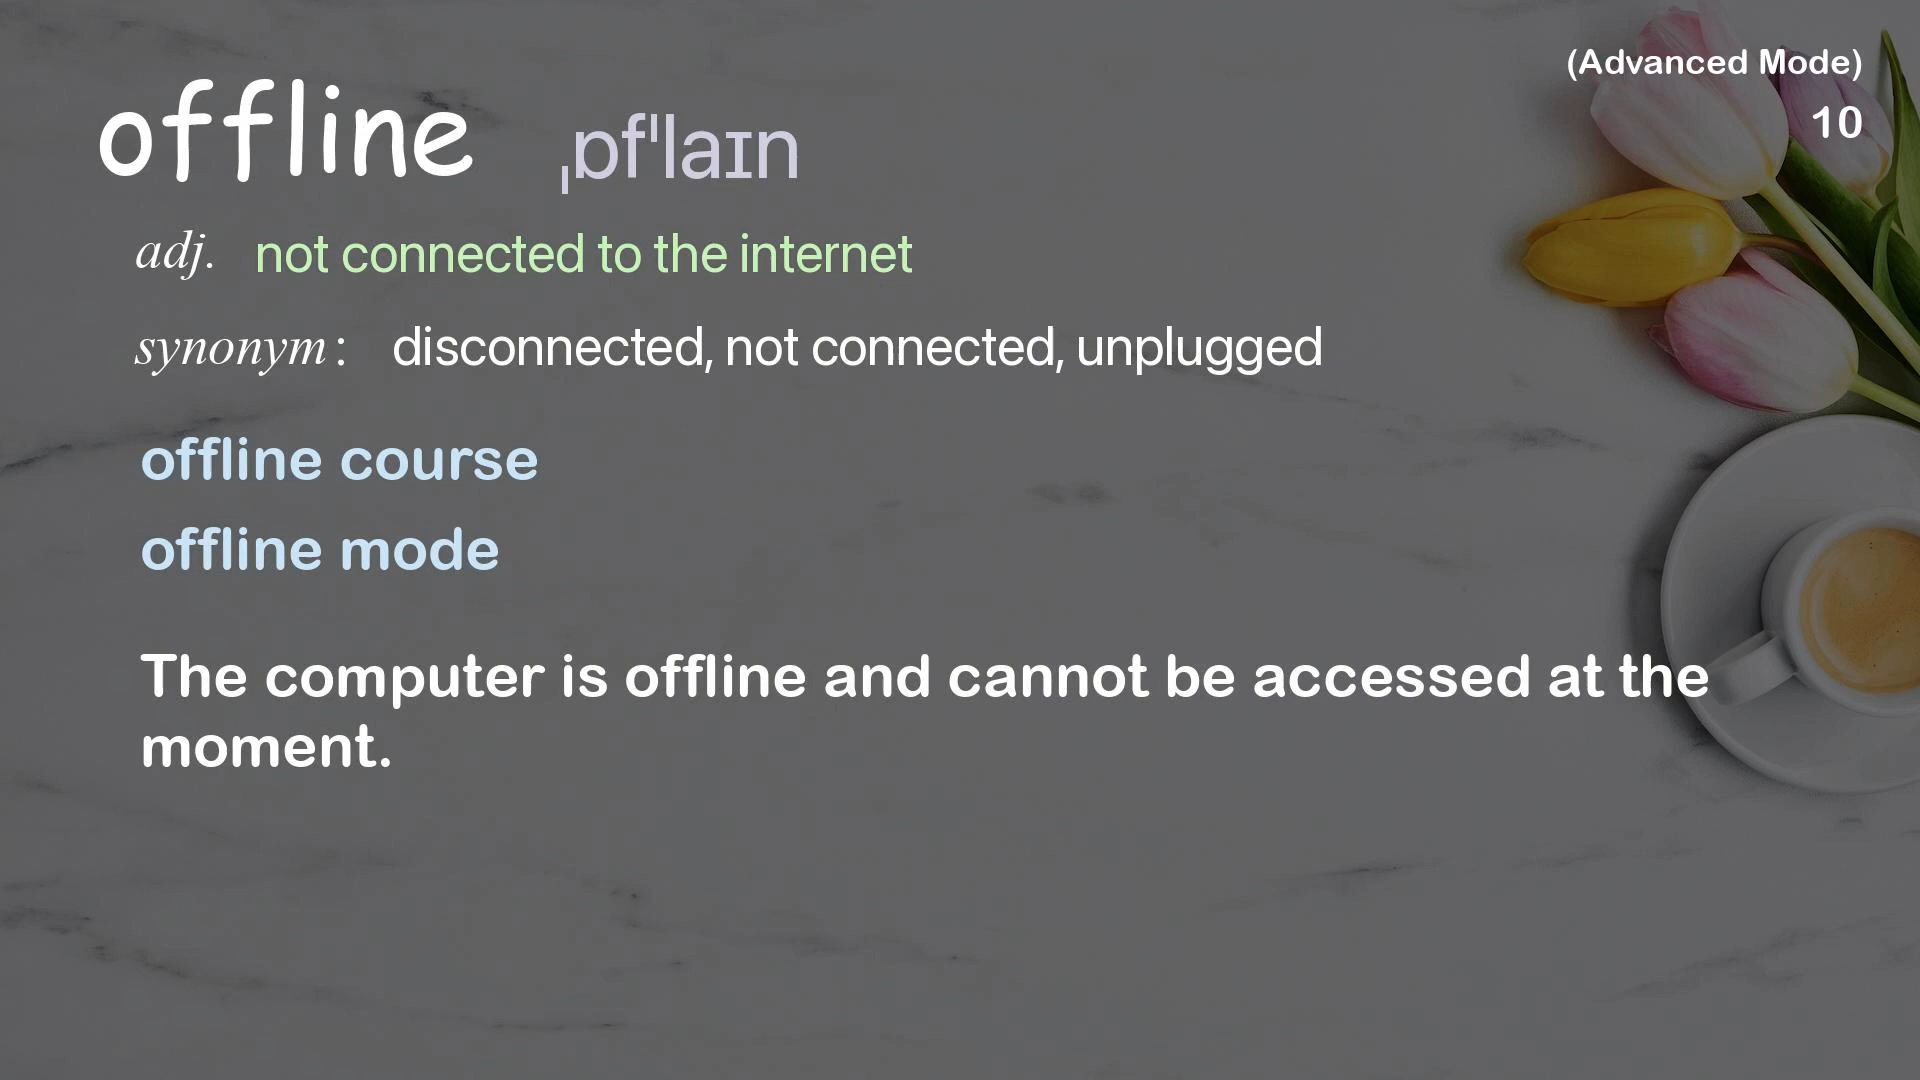 (Advanced Mode)
10
offline ˌɒfˈlaɪn
adj. not connected to the internet
synonym: disconnected, not connected, unplugged
offline course
offline mode
The computer is offline and cannot be accessed at the
moment.